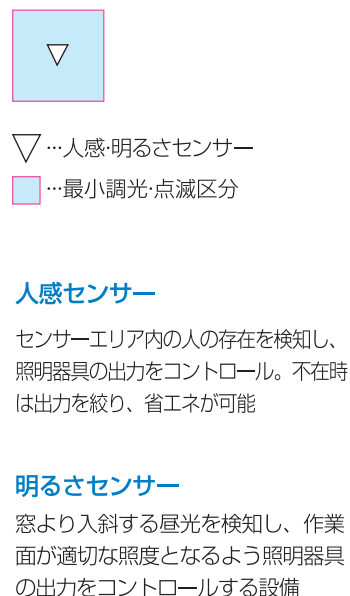 …人感·明るさセンサー
…最小調光·点滅区分
人感センサー
センサーエリア内の人の存在を検知し、
照明器具の出力をコントロール。不在時
は出力を絞り、省エネが可能
明るさセンサー
窓より入斜する昼光を検知し、作業
面が適切な照度となるよう照明器具
の出力をコントロールする設備